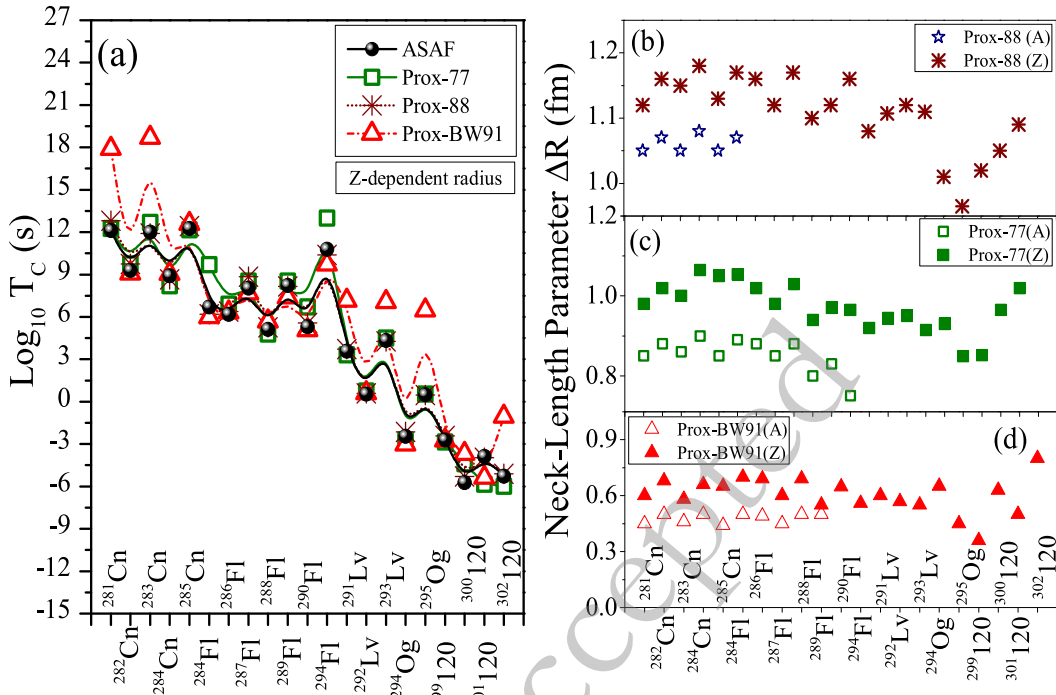 (a)
ASAF
Prox-77
Prox-88
Prox-BW91
Z-dependent radius
Log10 TC (s)
27
24
21
18
15
12
9
6
3
0
-3
-6
-9
-12
-15
281Cn
283Cn
285Cn
286Fl
288Fl
290Fl
291Lv
293Lv
295Og
300120
302120
282Cn
284Cn
284Fl
287Fl
289Fl
294Fl
292Lv
294Og
299120
301120
Neck-Length Parameter ΔR (fm)
(b)
Prox-88 (A)
Prox-88 (Z)
1.2
1.1
1.0
(c)
Prox-77(A)
Prox-77(Z)
1.2
1.0
0.8
(d)
Prox-BW91(A)
Prox-BW91(Z)
0.9
0.6
0.3
0.0
281Cn
283Cn
285Cn
286Fl
288Fl
290Fl
291Lv
293Lv
295Og
300120
302120
282Cn
284Cn
284Fl
287Fl
289Fl
294Fl
292Lv
294Og
299120
301120
Accepted